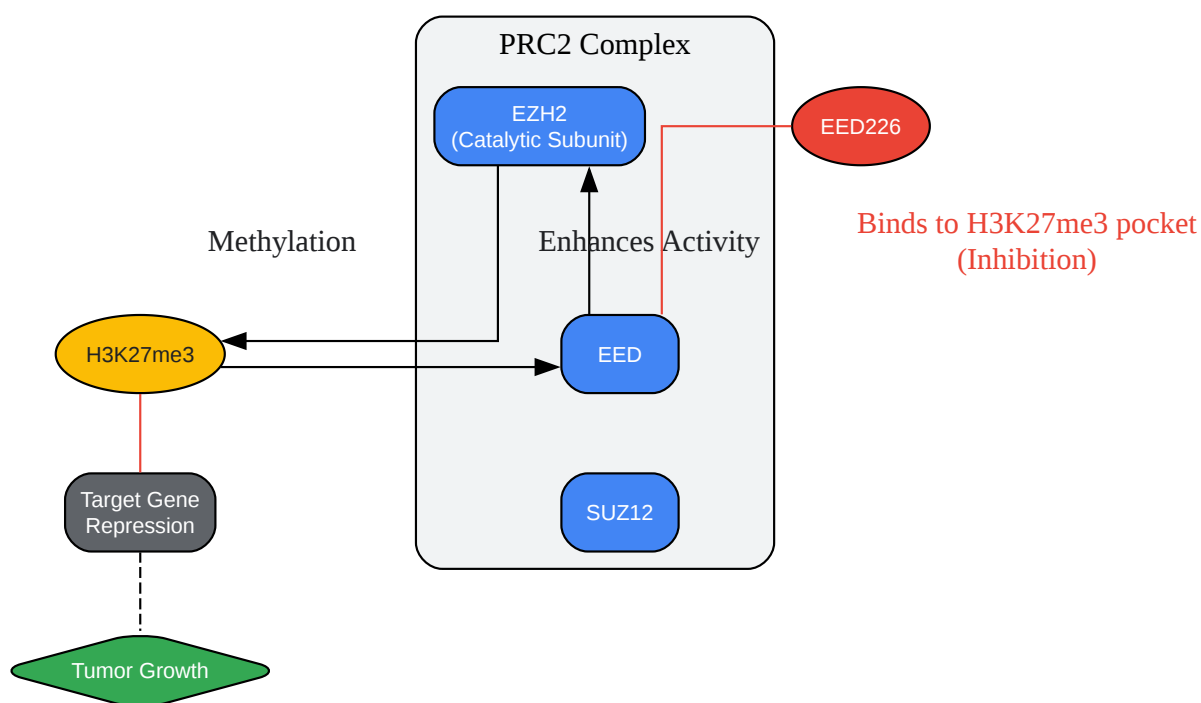 PRC2 Complex
EZH2
(Catalytic Subunit)
EED226
Methylation
Enhances Activity
Binds to H3K27me3 pocket
(Inhibition)
H3K27me3
EED
Target Gene
Repression
SUZ12
Tumor Growth